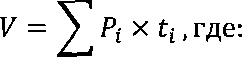 V = ∑ Pᵢ × tᵢ , где: